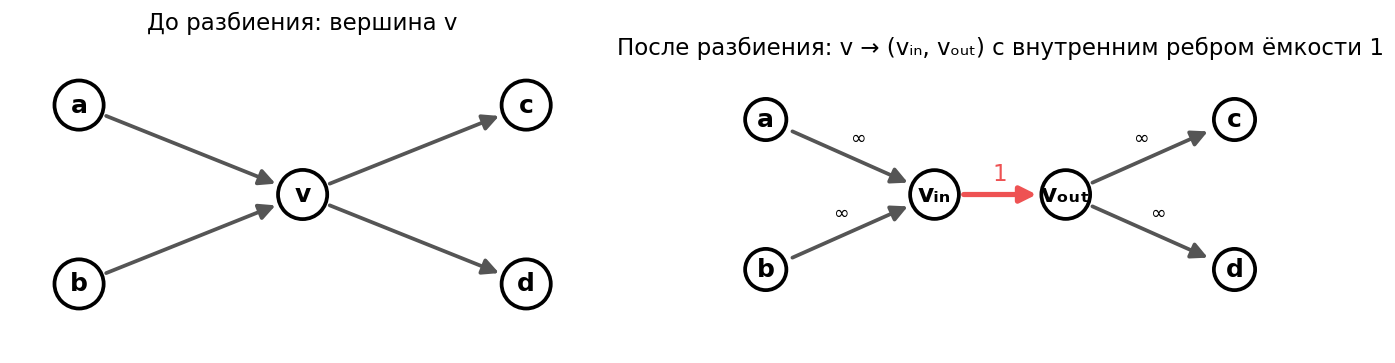 До разбиения: вершина v
a
c
v
b
d
После разбиения: v → (vᵢₙ, vₒᵤₜ) с внутренним ребром ёмкости 1
a
∞
∞
c
1
vᵢₙ
vₒᵤₜ
∞
∞
b
d